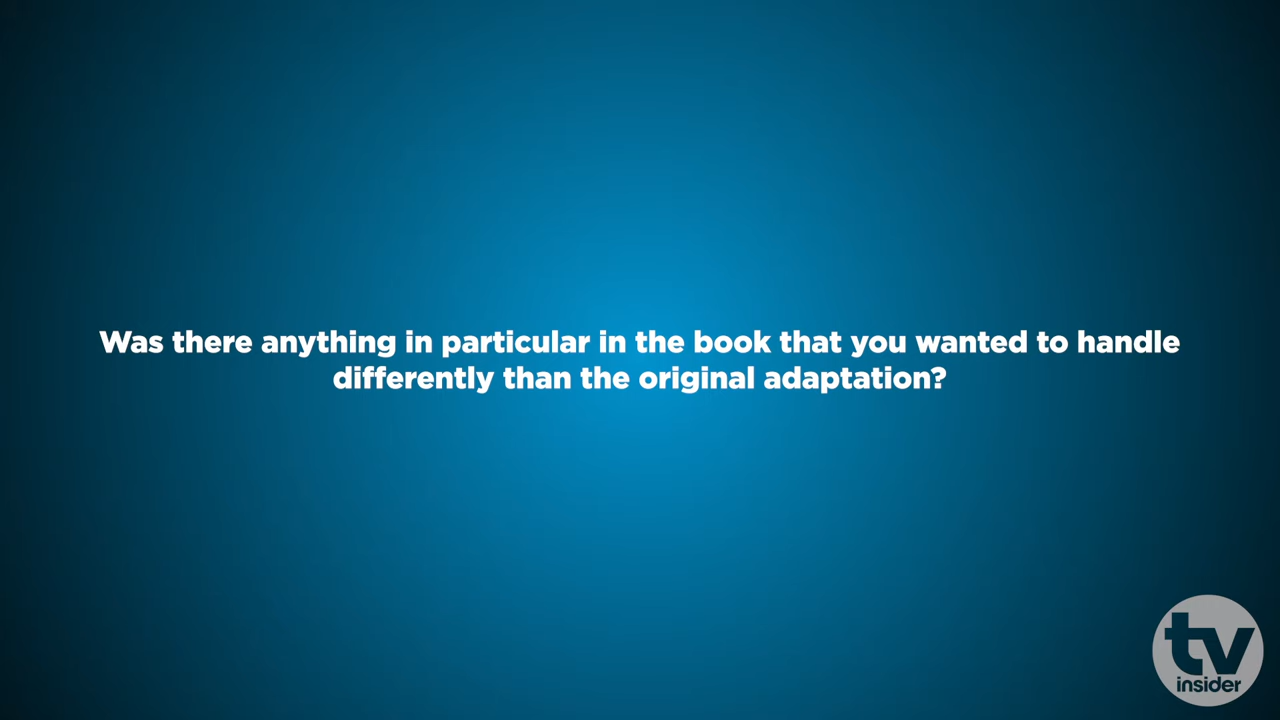 Was there anything in particular in the book that you wanted to handle
differently than the original adaptation?
tv
insider